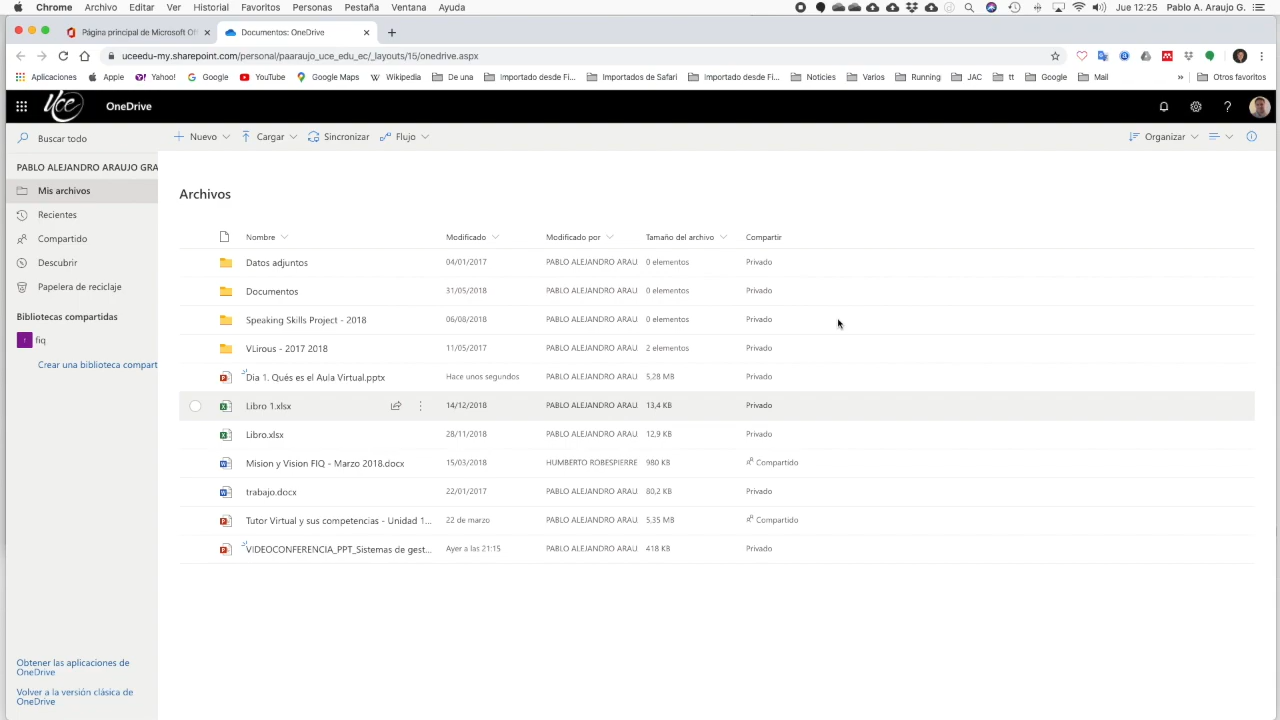 Chrome Archivo Editar Ver Historial Favoritos Personas Pestaña Ventana Ayuda Jue 12:25 Pablo A. Araujo G.
Página principal de Microsoft Of Documentos: OneDrive
uceedu-my.sharepoint.com/personal/paaraujo_uce_edu_ec/_layouts/15/onedrive.aspx
Aplicaciones Apple Yahoo! Google YouTube Google Maps Wikipedia De una Importado desde Fi... Importados de Safari Importado desde Fi... Noticies Varios Running JAC tt Google Mail » Otros favoritos
UCE OneDrive
Buscar todo Nuevo Cargar Sincronizar Flujo Organizar
PABLO ALEJANDRO ARAUJO GRA
Mis archivos
Recientes
Compartido
Descubrir
Papelera de reciclaje
Bibliotecas compartidas
f fiq
Crear una biblioteca compart
Obtener las aplicaciones de
OneDrive
Volver a la versión clásica de
OneDrive
Archivos
Nombre Modificado Modificado por Tamaño del archivo Compartir
Datos adjuntos 04/01/2017 PABLO ALEJANDRO ARAU 0 elementos Privado
Documentos 31/05/2018 PABLO ALEJANDRO ARAU 0 elementos Privado
Speaking Skills Project - 2018 06/08/2018 PABLO ALEJANDRO ARAU 0 elementos Privado
VLirous - 2017 2018 11/05/2017 PABLO ALEJANDRO ARAU 2 elementos Privado
Dia 1. Qués es el Aula Virtual.pptx Hace unos segundos PABLO ALEJANDRO ARAU 5,28 MB Privado
Libro 1.xlsx 14/12/2018 PABLO ALEJANDRO ARAU 13,4 KB Privado
Libro.xlsx 28/11/2018 PABLO ALEJANDRO ARAU 12,9 KB Privado
Mision y Vision FIQ - Marzo 2018.docx 15/03/2018 HUMBERTO ROBESPIERRE 980 KB Compartido
trabajo.docx 22/01/2017 PABLO ALEJANDRO ARAU 80,2 KB Privado
Tutor Virtual y sus competencias - Unidad 1... 22 de marzo PABLO ALEJANDRO ARAU 5,35 MB Compartido
VIDEOCONFERENCIA_PPT_Sistemas de gest... Ayer a las 21:15 PABLO ALEJANDRO ARAU 418 KB Privado